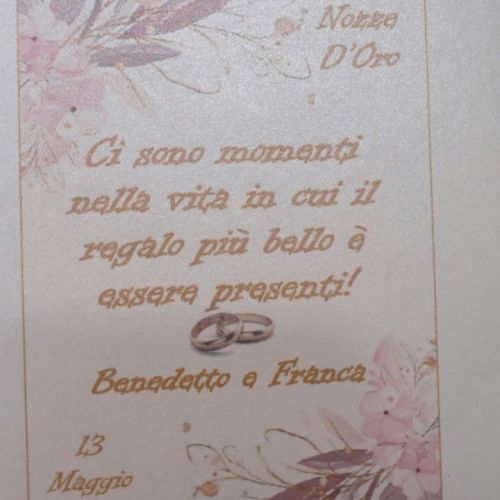 Nozze
D'Oro
Ci sono momenti
nella vita in cui il
regalo più bello è
essere presenti!
Benedetto e Franca
13
Maggio